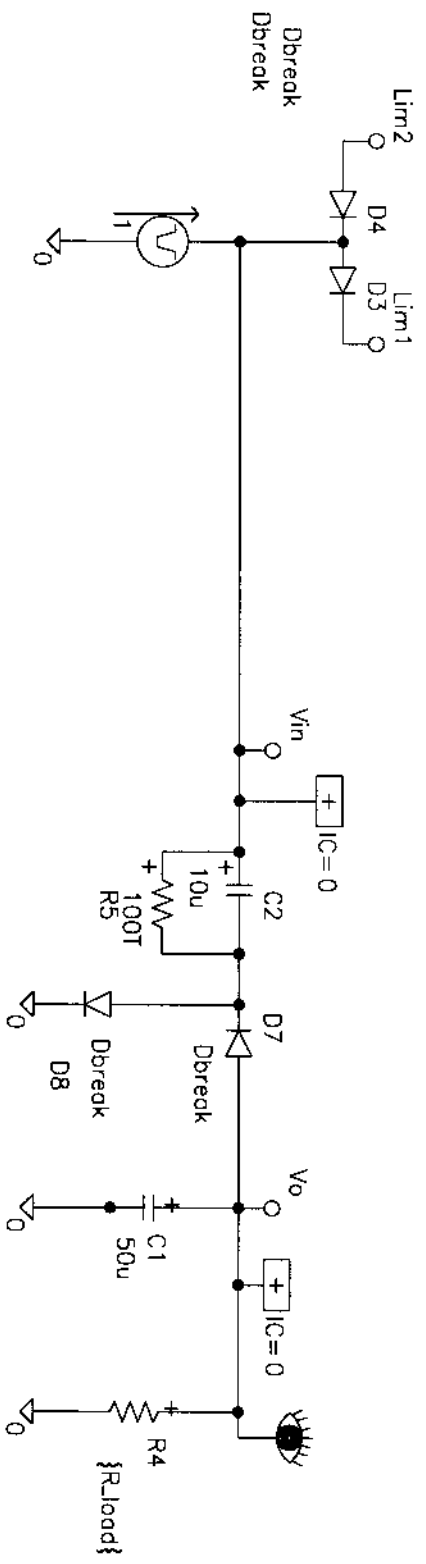 Dbreak
Dbreak
Lim2
D4
D3
Lim1
1
0
Vin
+
IC=0
+
10u
C2
+
100T
R5
D7
Dbreak
Dbreak
D8
0
Vo
+
C1
50u
0
+
IC=0
+
R4
{R_load}
0